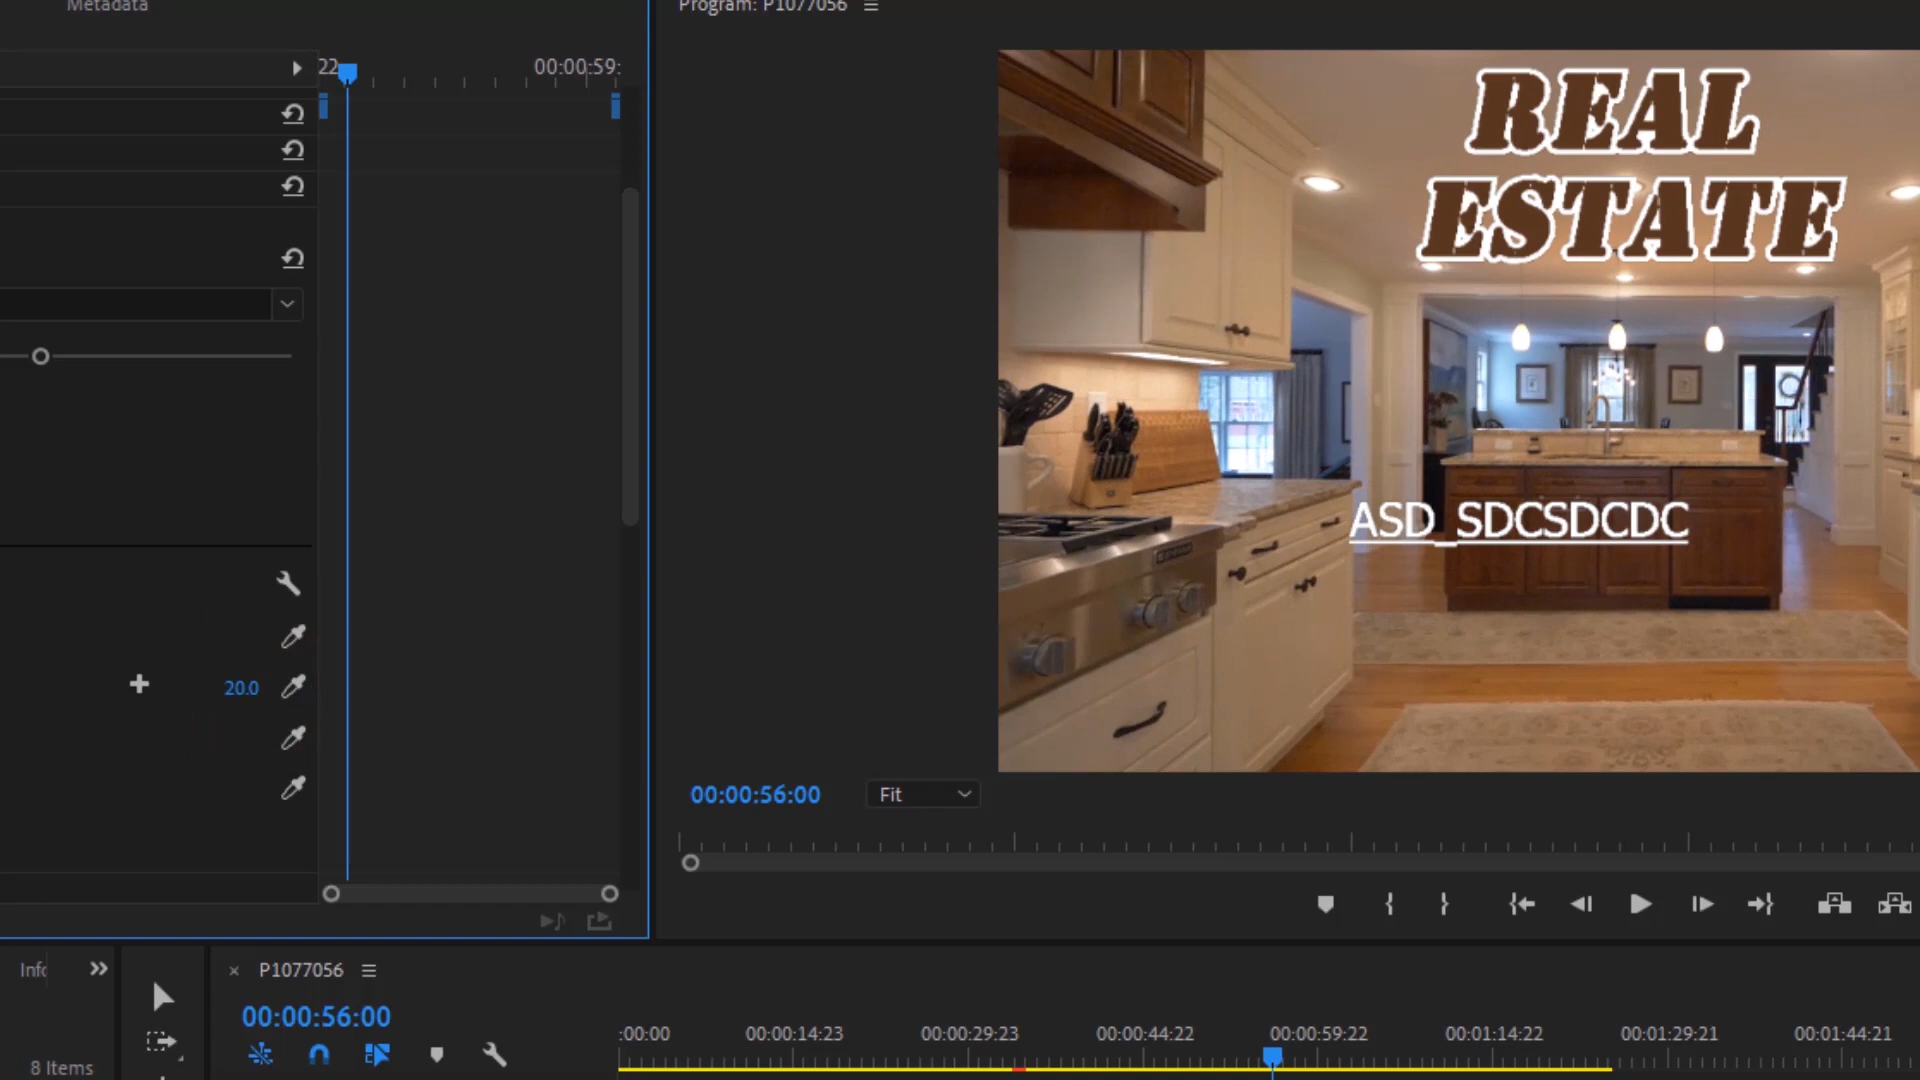 Metadata
Program: P1077056
22
00:00:59:
REAL
ESTATE
ASD_SDCSDCDC
20.0
00:00:56:00
Fit
Info
P1077056
00:00:56:00
:00:00
00:00:14:23
00:00:29:23
00:00:44:22
00:00:59:22
00:01:14:22
00:01:29:21
00:01:44:21
8 Items